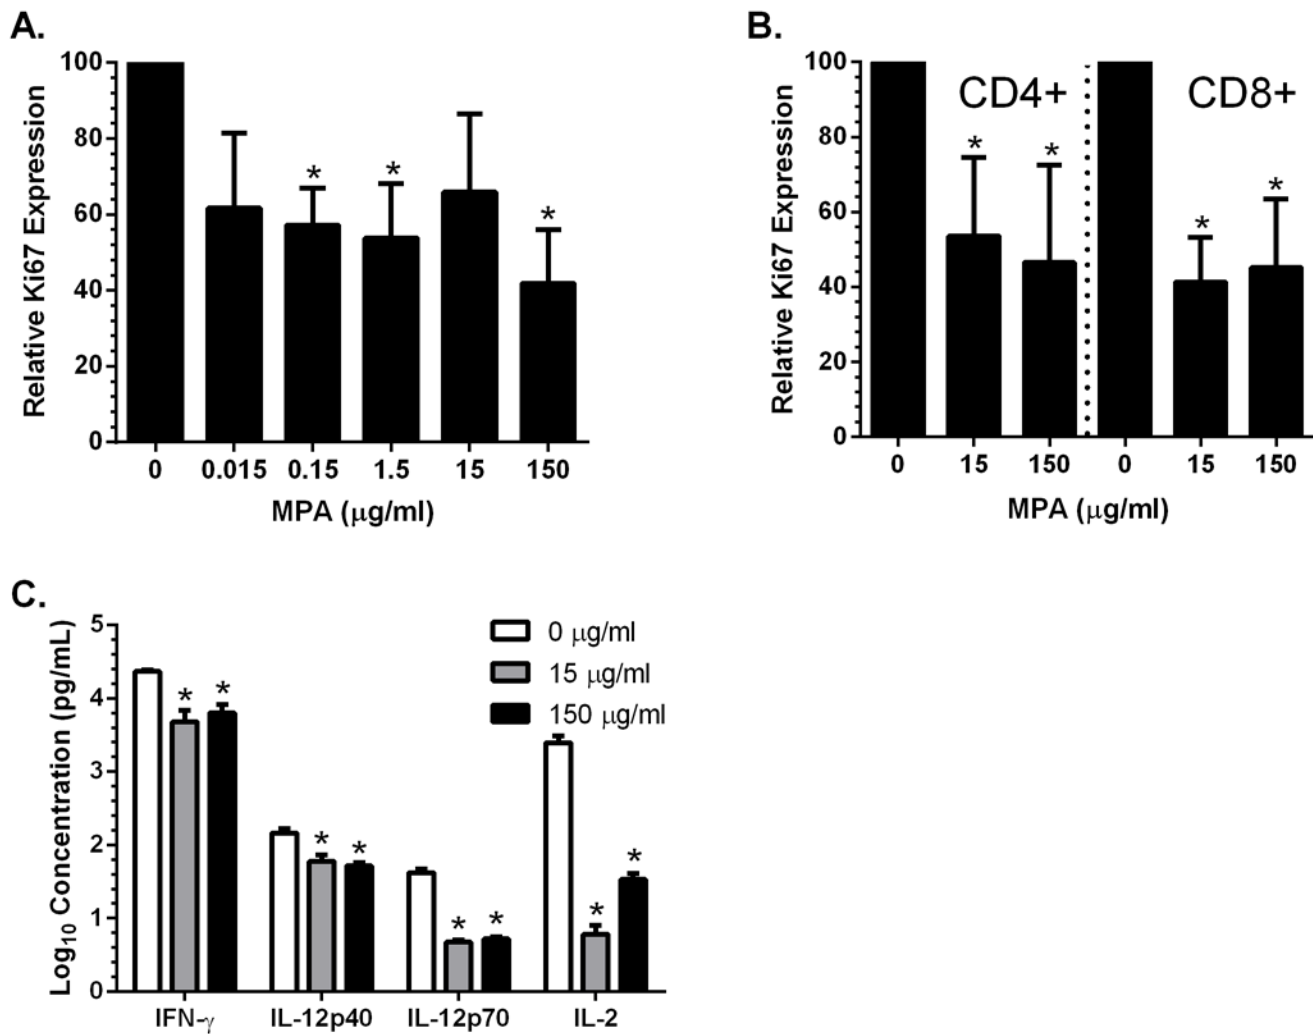 A.
Relative Ki67 Expression
100
80
60
40
20
0
*
*
*
0 0.015 0.15 1.5 15 150
MPA (μg/ml)
B.
Relative Ki67 Expression
100
80
60
40
20
0
CD4+ CD8+
* * * *
0 15 150 0 15 150
MPA (μg/ml)
C.
Log10 Concentration (pg/mL)
5
4
3
2
1
0
0 μg/ml
15 μg/ml
150 μg/ml
* * * * * * * *
IFN-γ IL-12p40 IL-12p70 IL-2